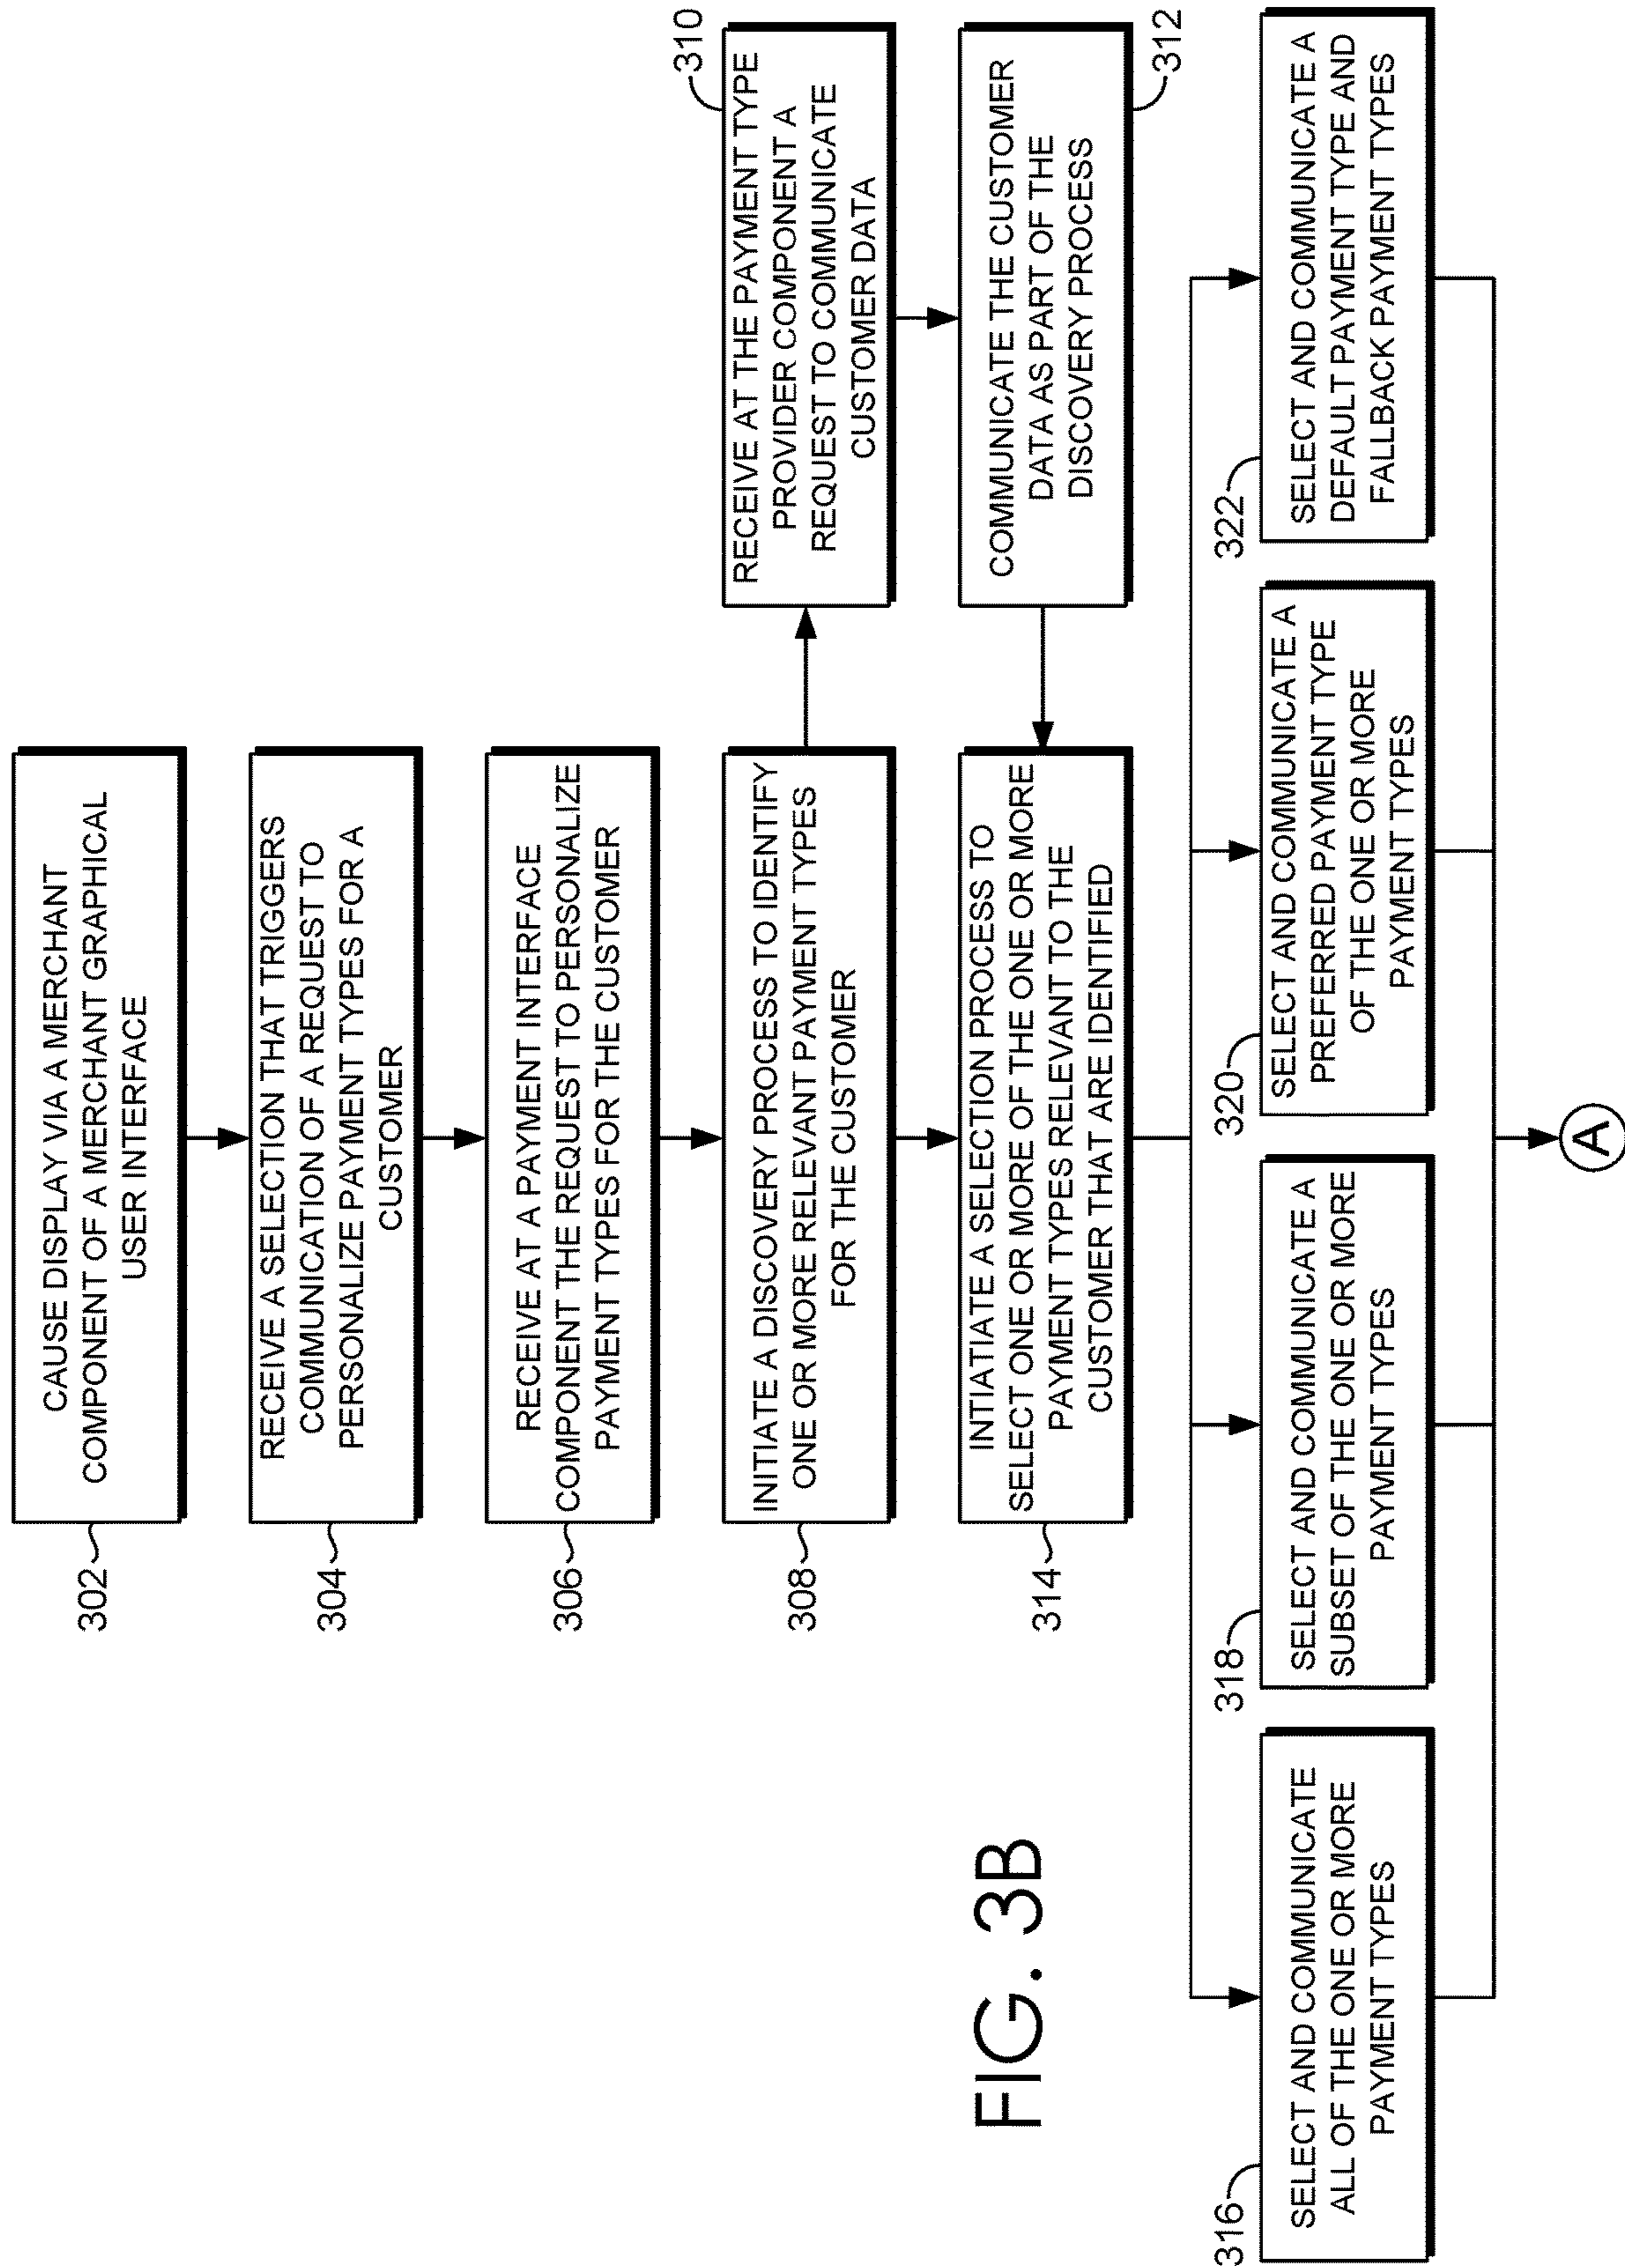 302
CAUSE DISPLAY VIA A MERCHANT
COMPONENT OF A MERCHANT GRAPHICAL
USER INTERFACE
304
RECEIVE A SELECTION THAT TRIGGERS
COMMUNICATION OF A REQUEST TO
PERSONALIZE PAYMENT TYPES FOR A
CUSTOMER
306
RECEIVE AT A PAYMENT INTERFACE
COMPONENT THE REQUEST TO PERSONALIZE
PAYMENT TYPES FOR THE CUSTOMER
308
INITIATE A DISCOVERY PROCESS TO IDENTIFY
ONE OR MORE RELEVANT PAYMENT TYPES
FOR THE CUSTOMER
310
RECEIVE AT THE PAYMENT TYPE
PROVIDER COMPONENT A
REQUEST TO COMMUNICATE
CUSTOMER DATA
312
COMMUNICATE THE CUSTOMER
DATA AS PART OF THE
DISCOVERY PROCESS
314
INTIATIE A SELECTION PROCESS TO
SELECT ONE OR MORE OF THE ONE OR MORE
PAYMENT TYPES RELEVANT TO THE
CUSTOMER THAT ARE IDENTIFIED
316
SELECT AND COMMUNICATE
ALL OF THE ONE OR MORE
PAYMENT TYPES
318
SELECT AND COMMUNICATE A
SUBSET OF THE ONE OR MORE
PAYMENT TYPES
320
SELECT AND COMMUNICATE A
PREFERRED PAYMENT TYPE
OF THE ONE OR MORE
PAYMENT TYPES
322
SELECT AND COMMUNICATE A
DEFAULT PAYMENT TYPE AND
FALLBACK PAYMENT TYPES
A
FIG. 3B